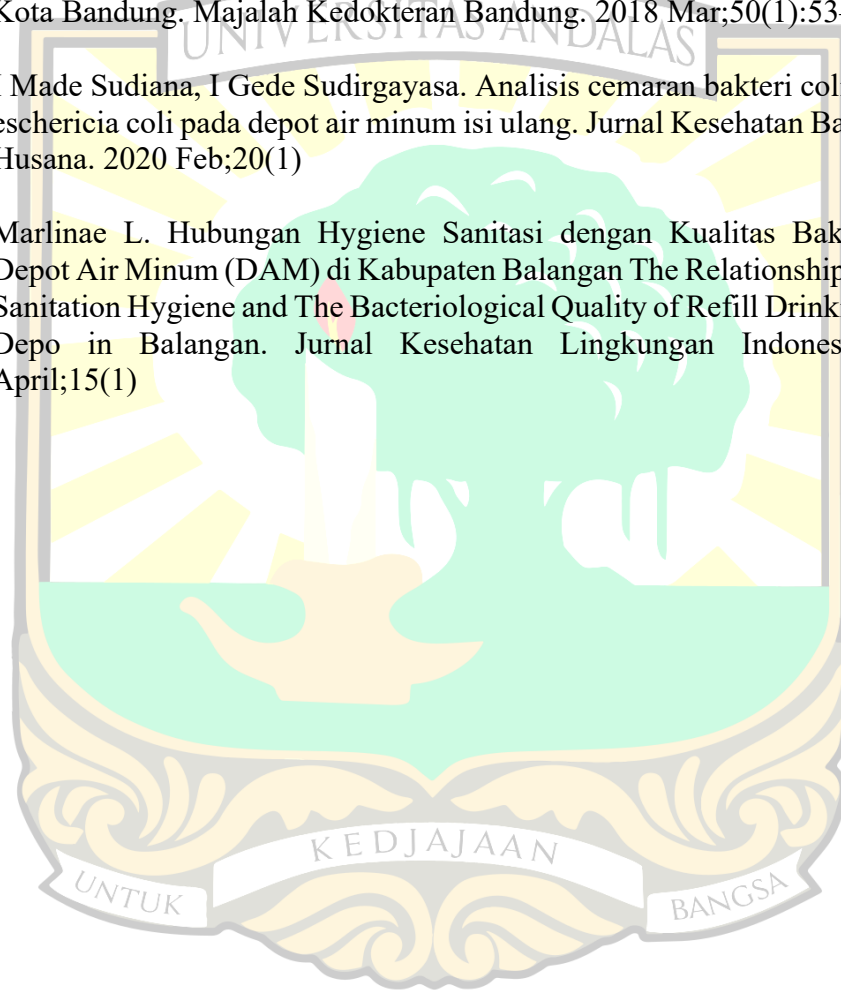 Kota Bandung. Majalah Kedokteran Bandung. 2018 Mar;50(1):53-
UNIVERSITAS ANDALAS
I Made Sudiana, I Gede Sudirgayasa. Analisis cemaran bakteri coli
eschericia coli pada depot air minum isi ulang. Jurnal Kesehatan Ba
Husana. 2020 Feb;20(1)
Marlinae L. Hubungan Hygiene Sanitasi dengan Kualitas Bak
Depot Air Minum (DAM) di Kabupaten Balangan The Relationship
Sanitation Hygiene and The Bacteriological Quality of Refill Drink
Depo in Balangan. Jurnal Kesehatan Lingkungan Indones
April;15(1)
KEDJAJAAN
UNTUK
BANGSA